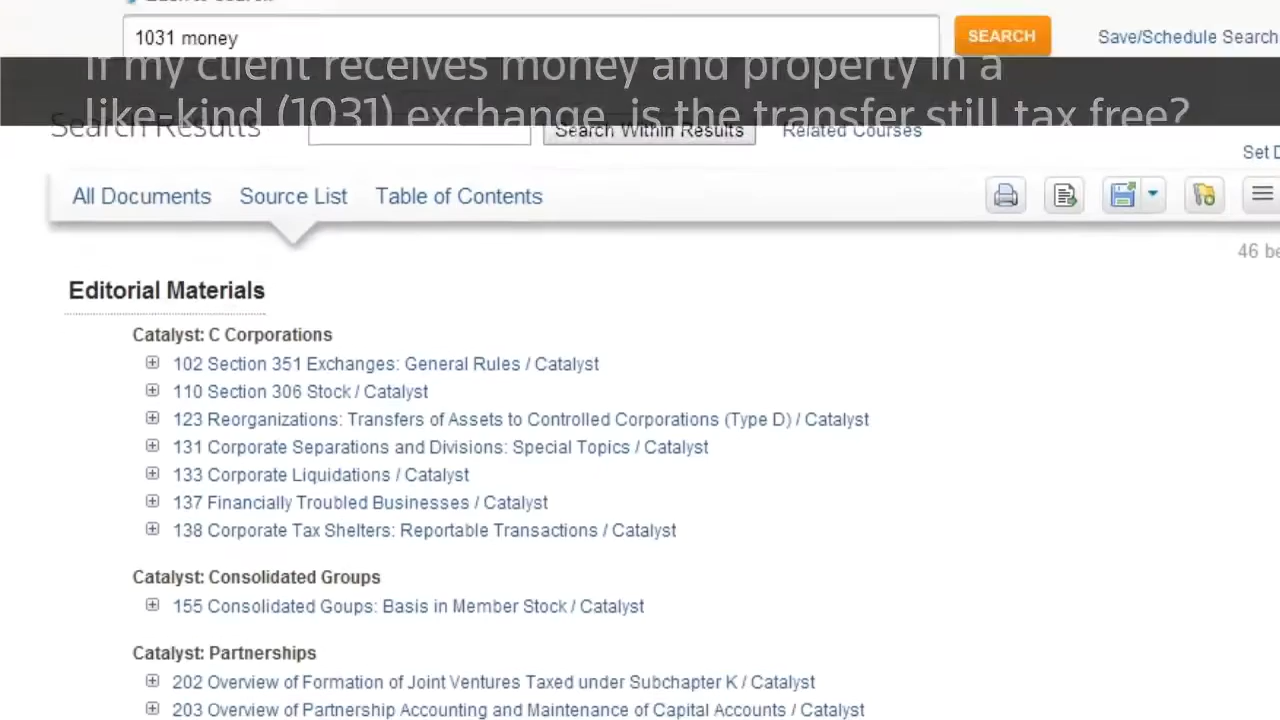 1031 money
SEARCH
Save/Schedule Search
If my client receives money and property in a
like-kind (1031) exchange, is the transfer still tax free?
Search Results
Search Within Results
Related Courses
Set D
All Documents
Source List
Table of Contents
46 be
Editorial Materials
Catalyst: C Corporations
102 Section 351 Exchanges: General Rules / Catalyst
110 Section 306 Stock / Catalyst
123 Reorganizations: Transfers of Assets to Controlled Corporations (Type D) / Catalyst
131 Corporate Separations and Divisions: Special Topics / Catalyst
133 Corporate Liquidations / Catalyst
137 Financially Troubled Businesses / Catalyst
138 Corporate Tax Shelters: Reportable Transactions / Catalyst
Catalyst: Consolidated Groups
155 Consolidated Goups: Basis in Member Stock / Catalyst
Catalyst: Partnerships
202 Overview of Formation of Joint Ventures Taxed under Subchapter K / Catalyst
203 Overview of Partnership Accounting and Maintenance of Capital Accounts / Catalyst